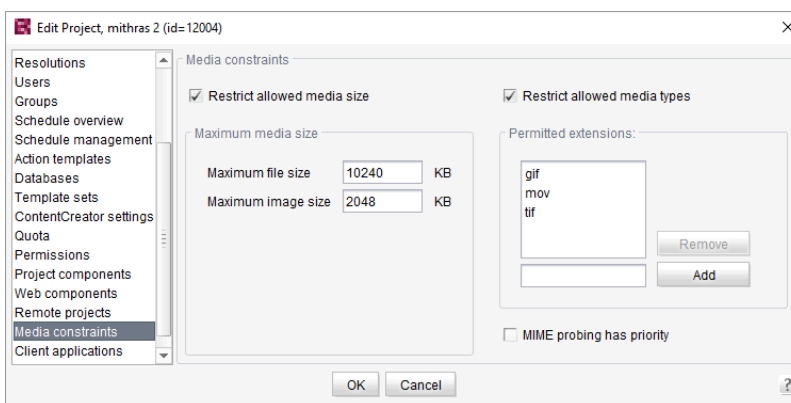 Edit Project, mithras 2 (id=12004)
Resolutions
Users
Groups
Schedule overview
Schedule management
Action templates
Databases
Template sets
ContentCreator settings
Quota
Permissions
Project components
Web components
Remote projects
Media constraints
Client applications
Media constraints
Restrict allowed media size
Restrict allowed media types
Maximum media size
Maximum file size 10240 KB
Maximum image size 2048 KB
Permitted extensions:
gif
mov
tif
Remove
Add
MIME probing has priority
OK Cancel
?